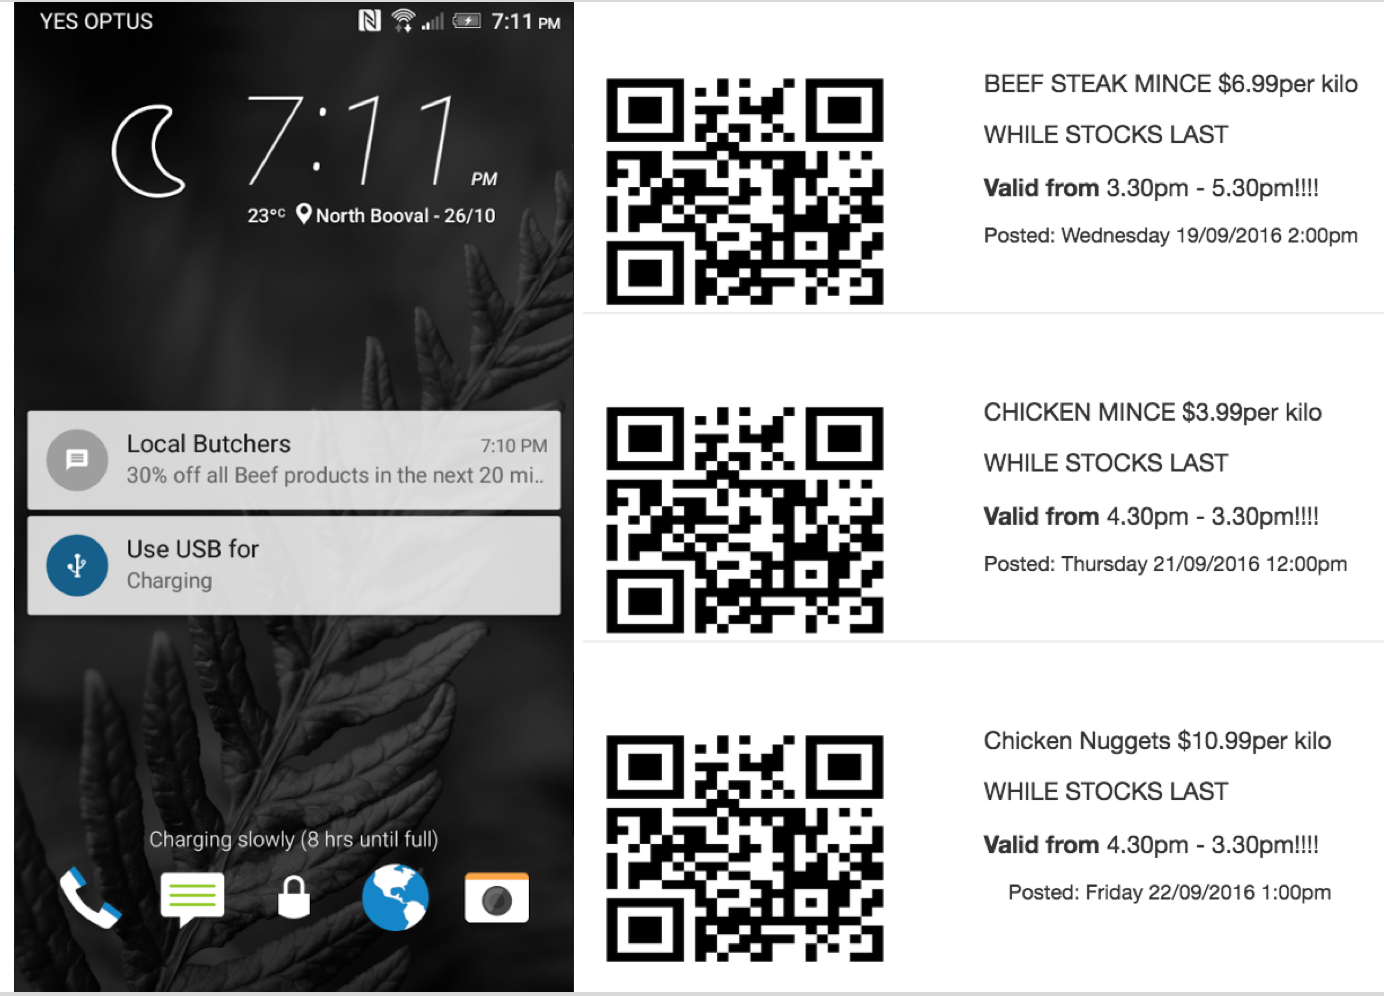 YES OPTUS
7:11 PM
7:11 PM
23°C North Booval - 26/10
Local Butchers 7:10 PM
30% off all Beef products in the next 20 mi..
Use USB for
Charging
Charging slowly (8 hrs until full)
BEEF STEAK MINCE $6.99per kilo
WHILE STOCKS LAST
Valid from 3.30pm - 5.30pm!!!!
Posted: Wednesday 19/09/2016 2:00pm
CHICKEN MINCE $3.99per kilo
WHILE STOCKS LAST
Valid from 4.30pm - 3.30pm!!!!
Posted: Thursday 21/09/2016 12:00pm
Chicken Nuggets $10.99per kilo
WHILE STOCKS LAST
Valid from 4.30pm - 3.30pm!!!!
Posted: Friday 22/09/2016 1:00pm